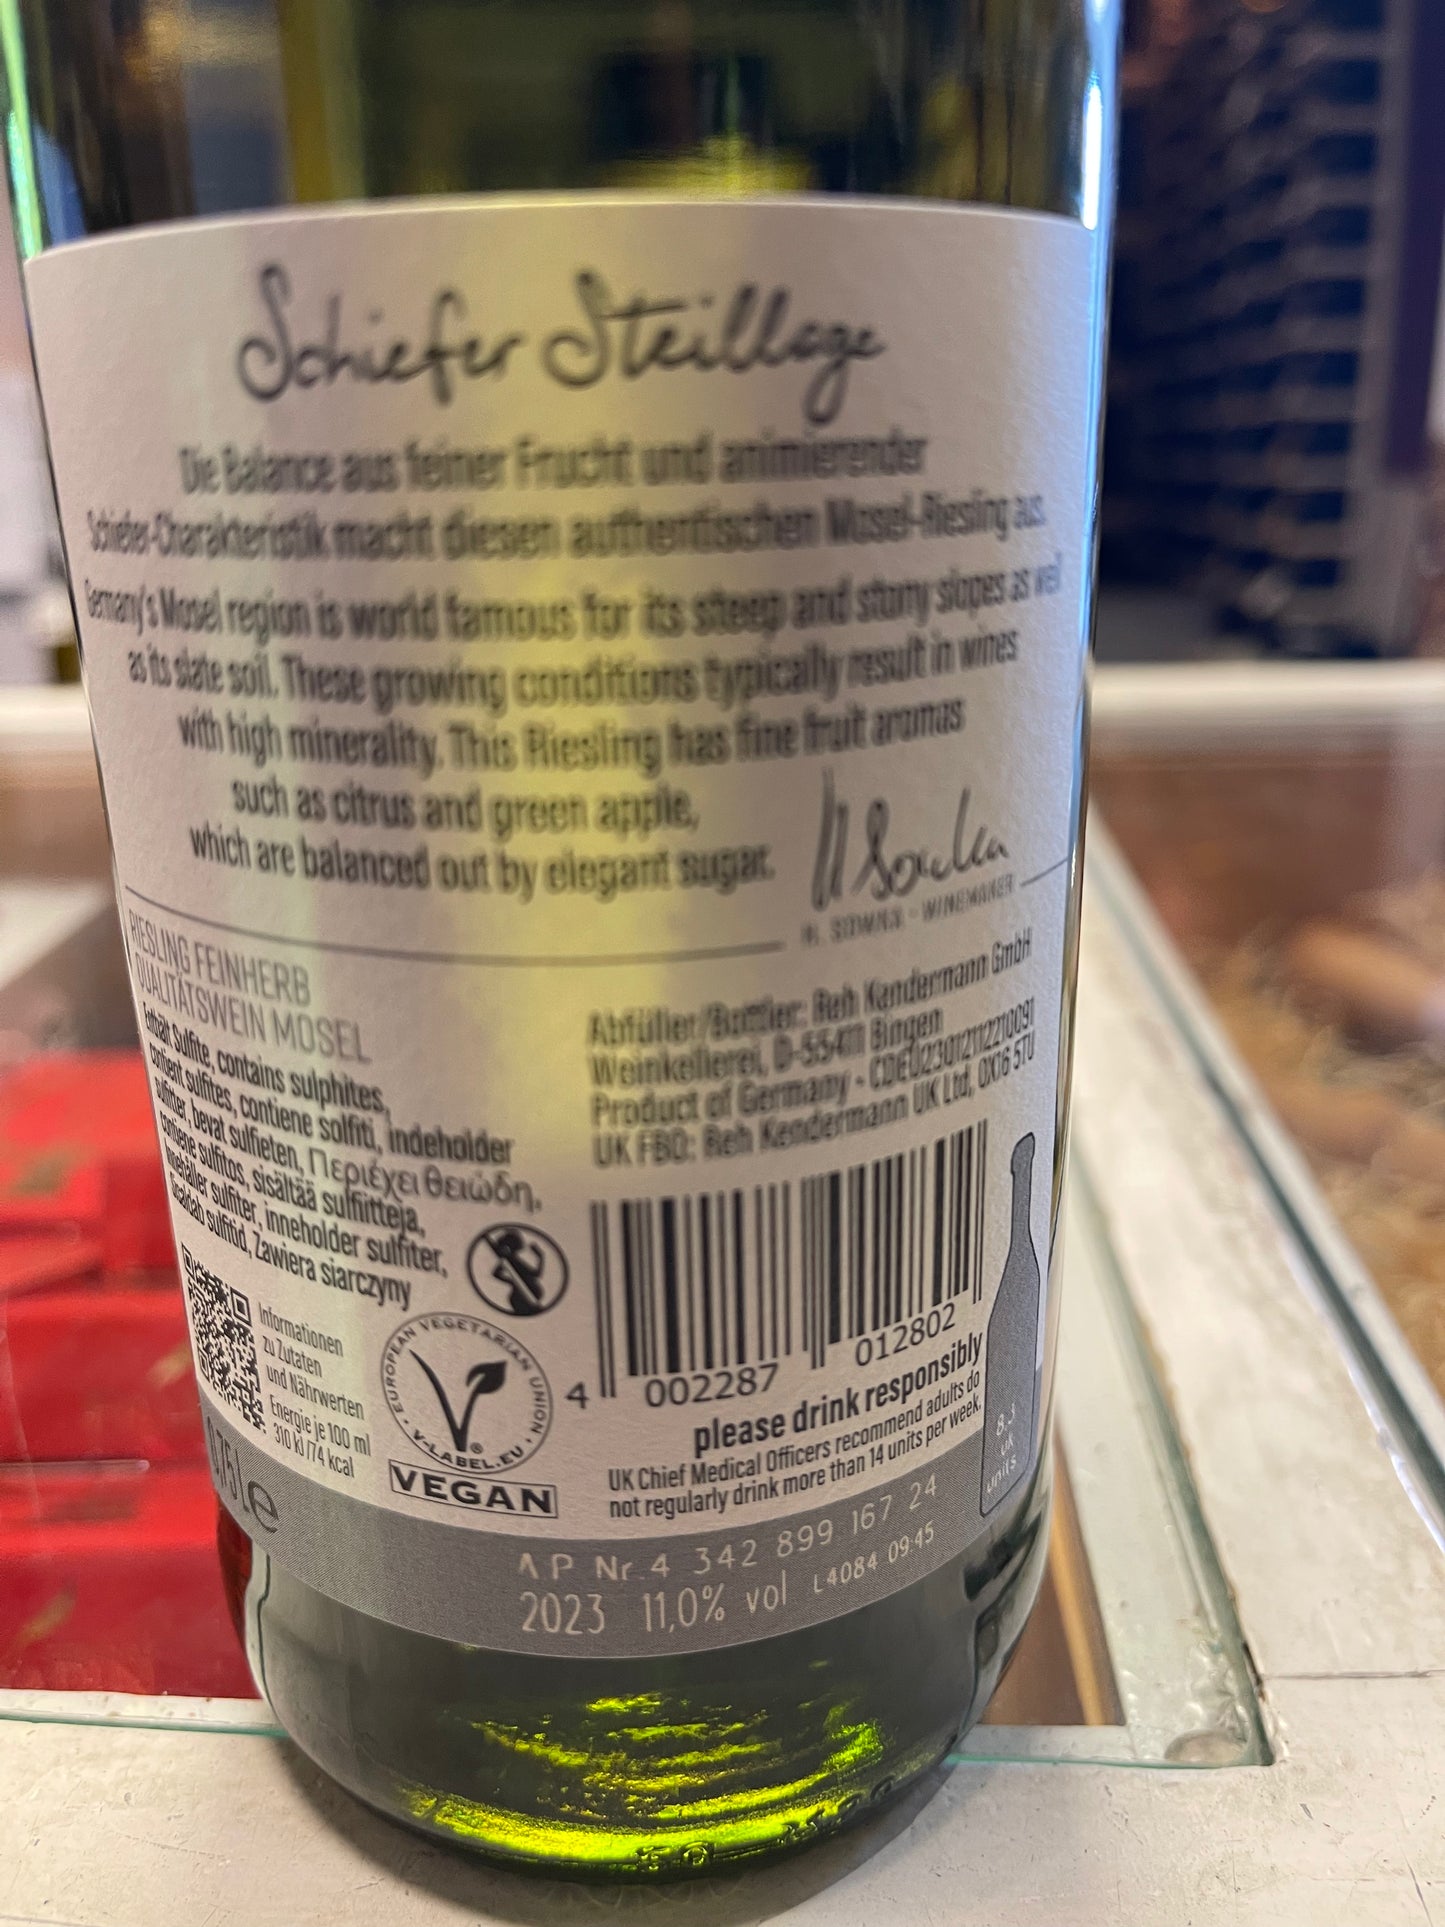 Schiefer Steillage
Die Balance aus feiner Frucht und animierender
Schiefer-Charakteristik macht diesen authentischen Mosel-Riesling aus.
Germany's Mosel region is world famous for its steep and stony slopes as well
as its slate soil. These growing conditions typically result in wines
with high minerality. This Riesling has fine fruit aromas
such as citrus and green apple,
which are balanced out by elegant sugar.
WINEMAKER
RIESLING FEINHERB
QUALITÄTSWEIN MOSEL
Enthält Sulfite, contains sulphites,
contient sulfites, contiene solfiti, indeholder
sulfitter, bevat sulfieten, Περιέχει θειώδη,
contiene sulfitos, sisältää sulfiitteja,
innehåller sulfiter, inneholder sulfiter,
Sisaldab sulfitid, Zawiera siarczyny
Abfüller/Bottler: Reh Kendermann GmbH
Weinkellerei, D-55411 Bingen
Product of Germany - CDEU23012112210091
UK FBO: Reh Kendermann UK Ltd, OX16 5TU
Informationen
zu Zutaten
und Nährwerten
Energie je 100 ml
310 kJ/74 kcal
EUROPEAN VEGETARIAN UNION
V-LABEL.EU
VEGAN
4 002287 012802
please drink responsibly
UK Chief Medical Officers recommend adults do
not regularly drink more than 14 units per week.
8.3
UK
units
0,75 L e
A P Nr. 4 342 899 167 24
2023 11,0% vol L4084 09:45